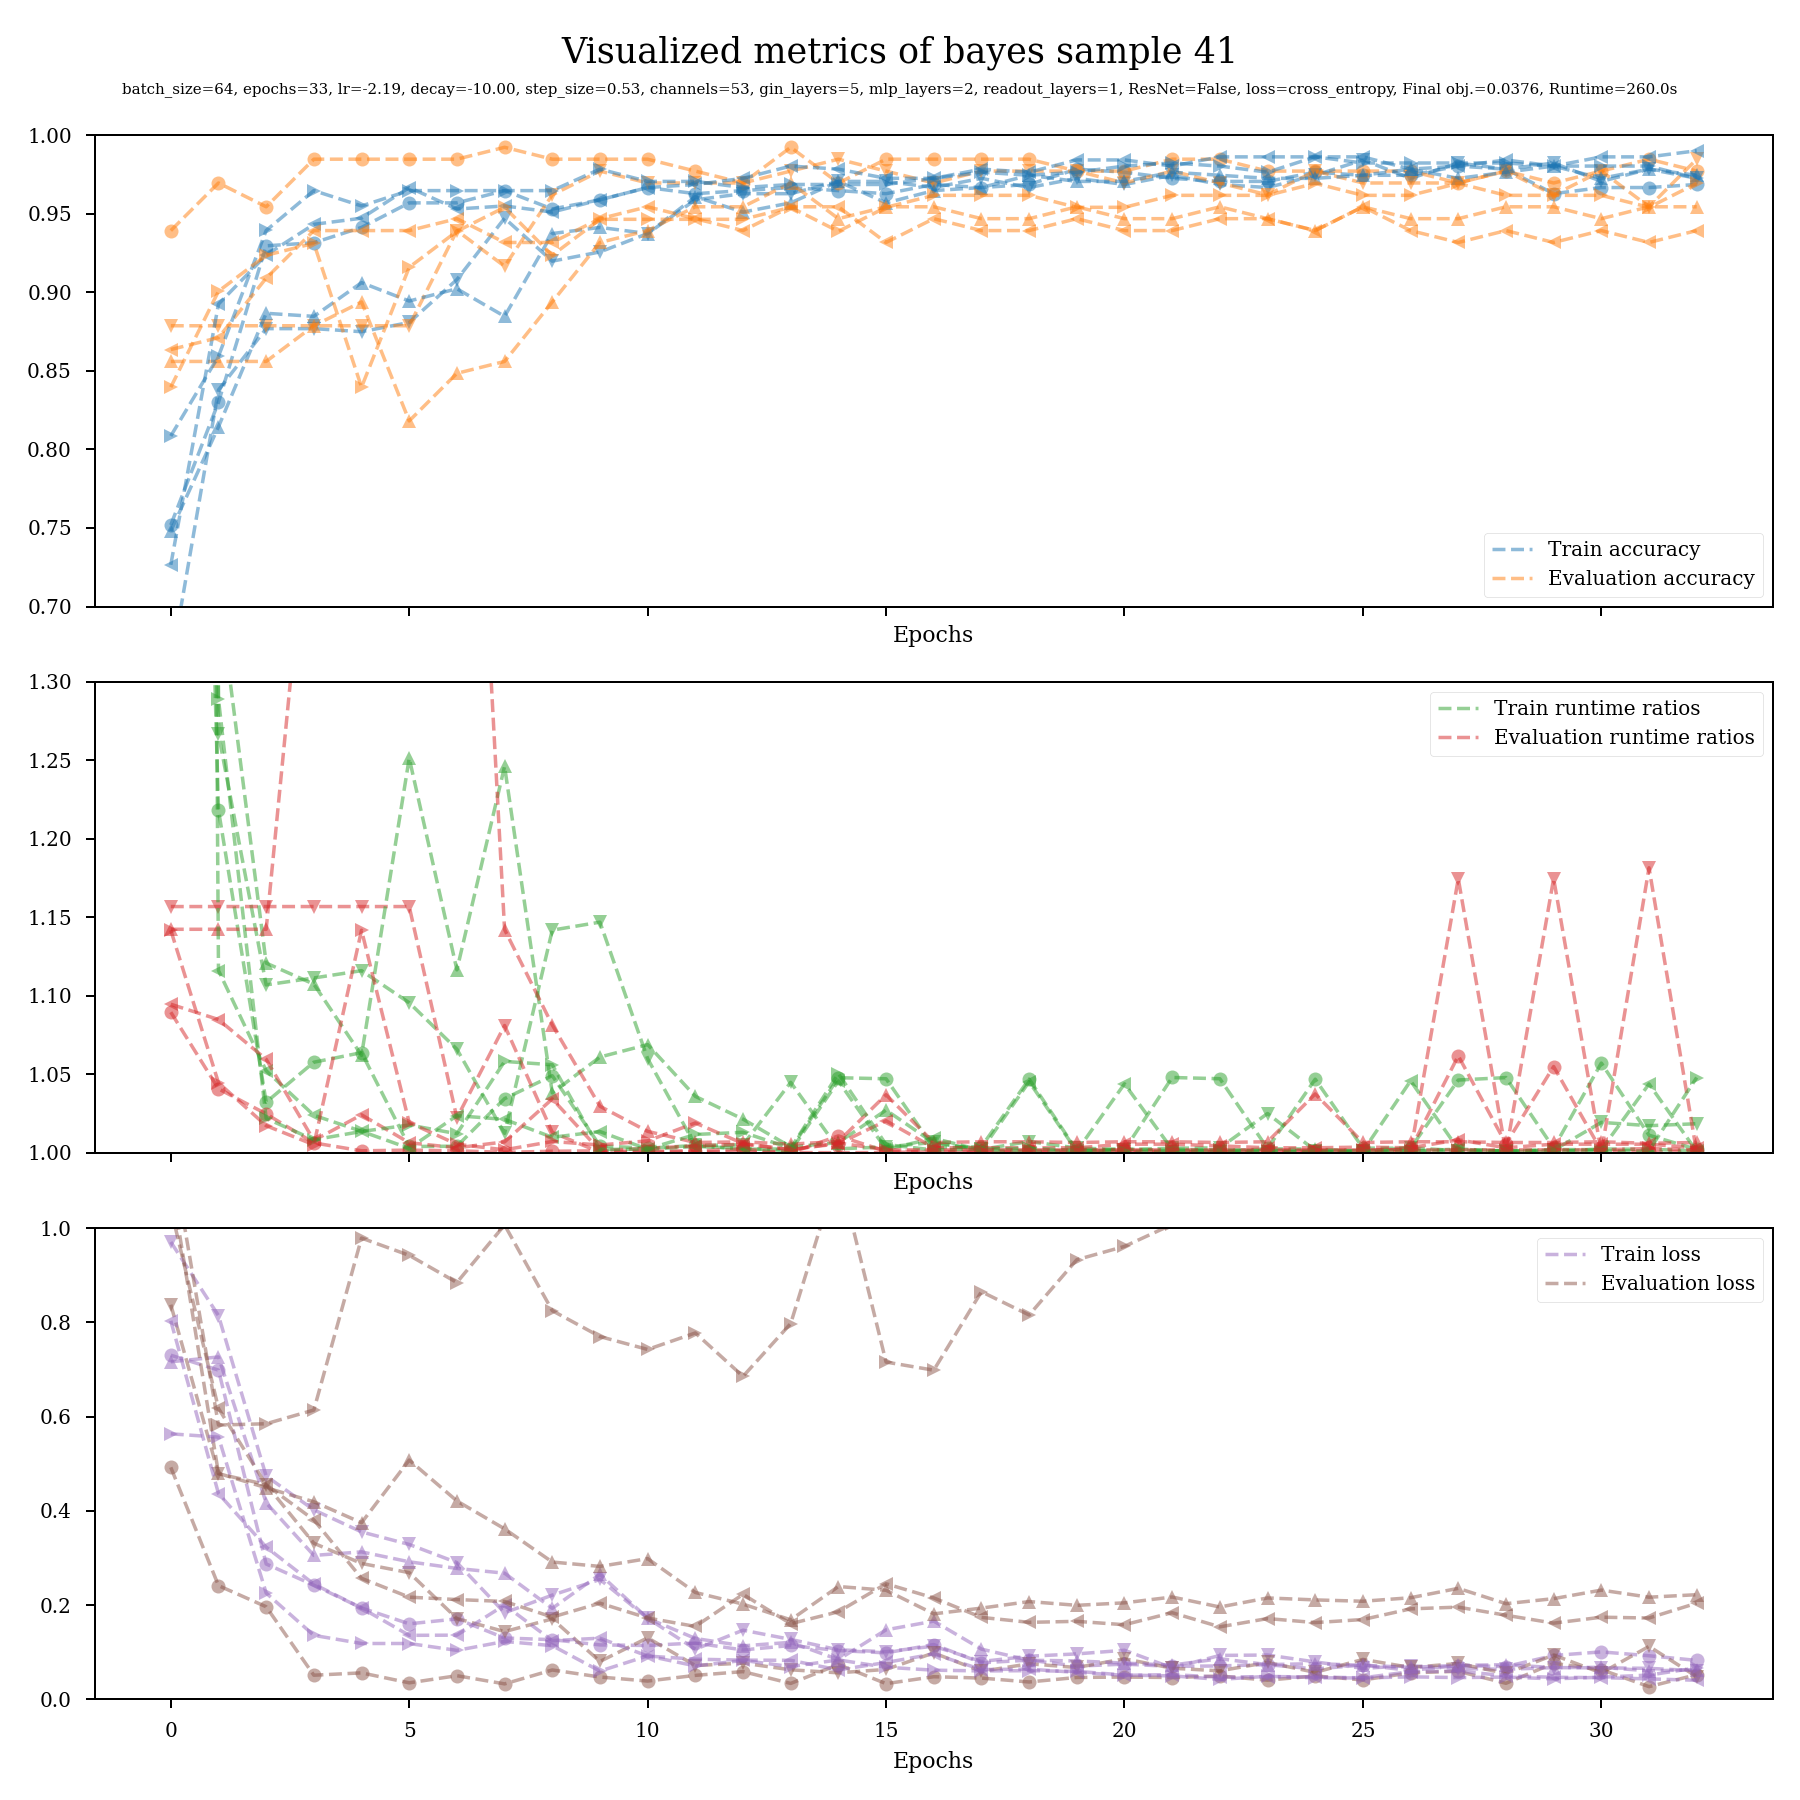 Visualized metrics of bayes sample 41
batch_size=64, epochs=33, lr=-2.19, decay=-10.00, step_size=0.53, channels=53, gin_layers=5, mlp_layers=2, readout_layers=1, ResNet=False, loss=cross_entropy, Final obj.=0.0376, Runtime=260.0s
1.00
0.95
0.90
0.85
0.80
0.75
0.70
Train accuracy
Evaluation accuracy
Epochs
1.30
1.25
1.20
1.15
1.10
1.05
1.00
Train runtime ratios
Evaluation runtime ratios
Epochs
1.0
0.8
0.6
0.4
0.2
0.0
Train loss
Evaluation loss
0 5 10 15 20 25 30
Epochs